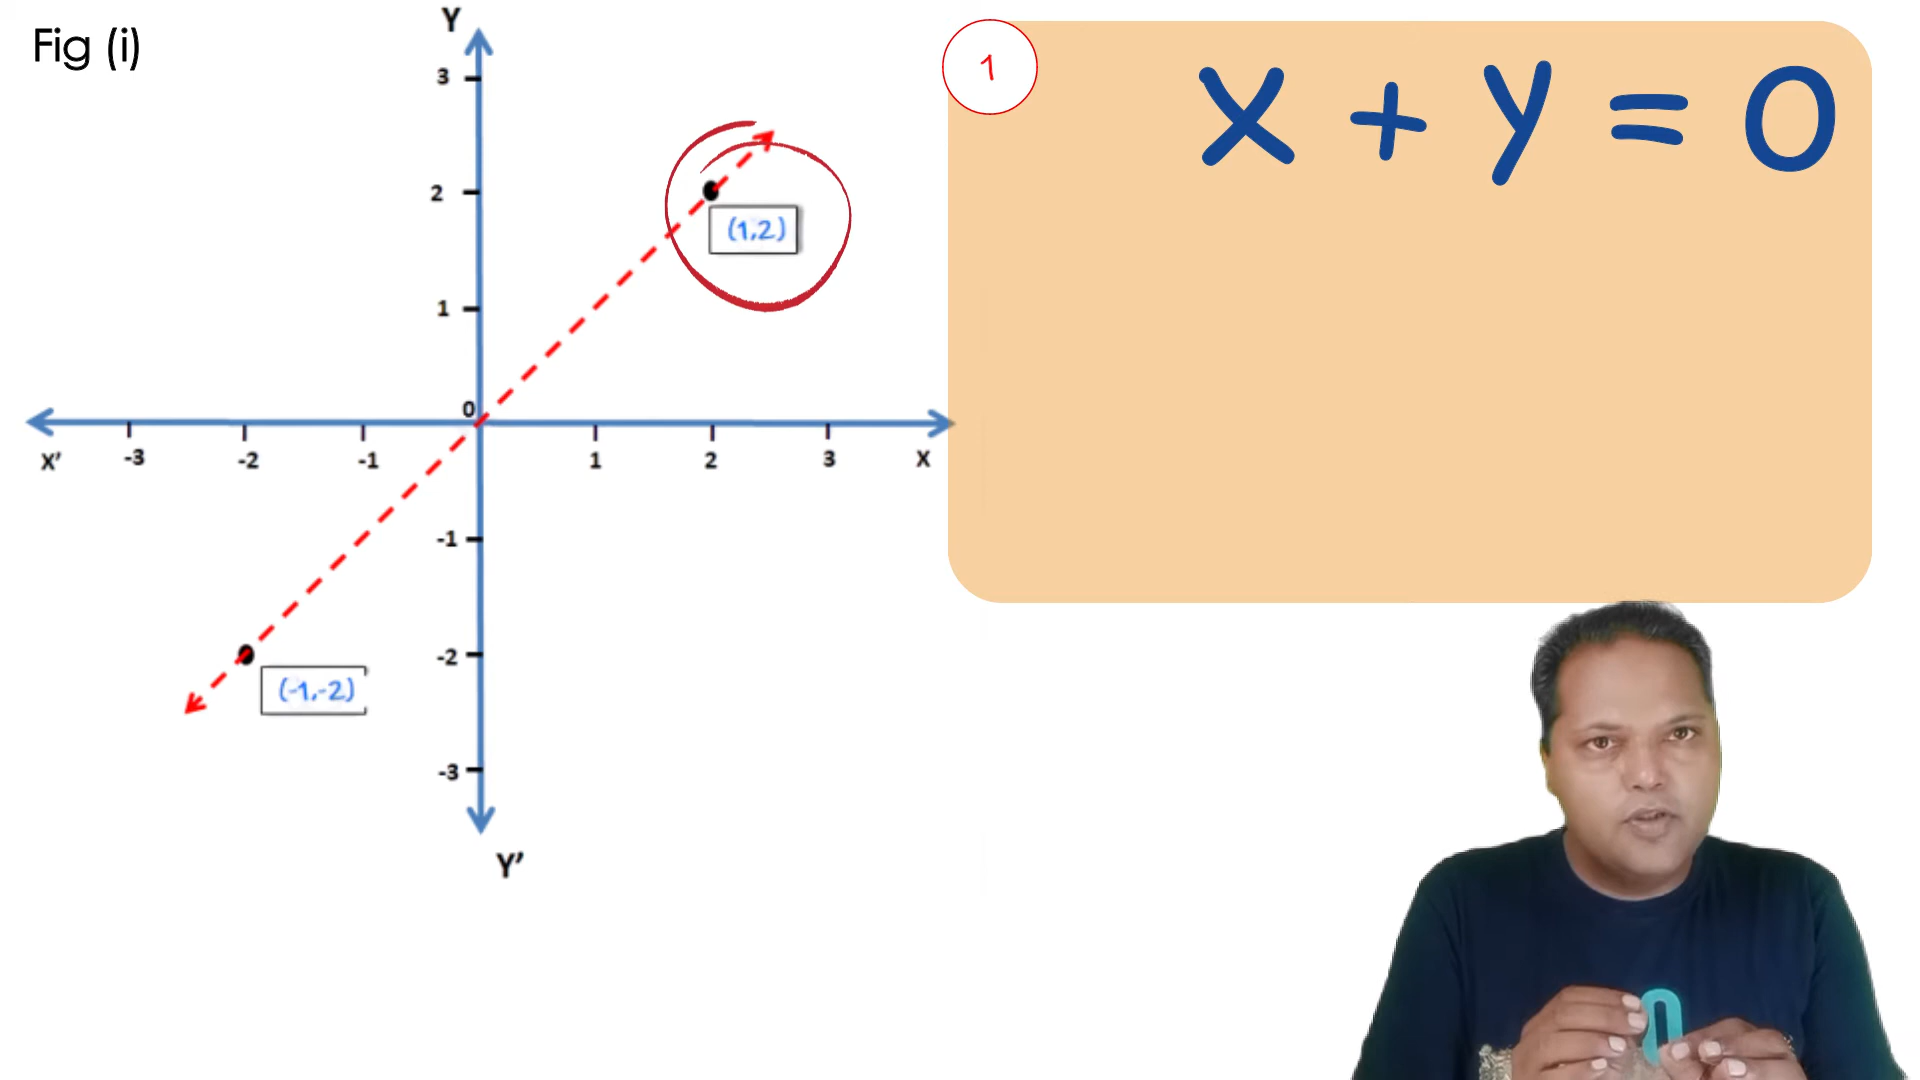 Fig (i)
Y
3
2
1
0
(1,2)
X' -3 -2 -1 1 2 3 X
-1
-2
-3
(-1,-2)
Y'
1
x + y = 0